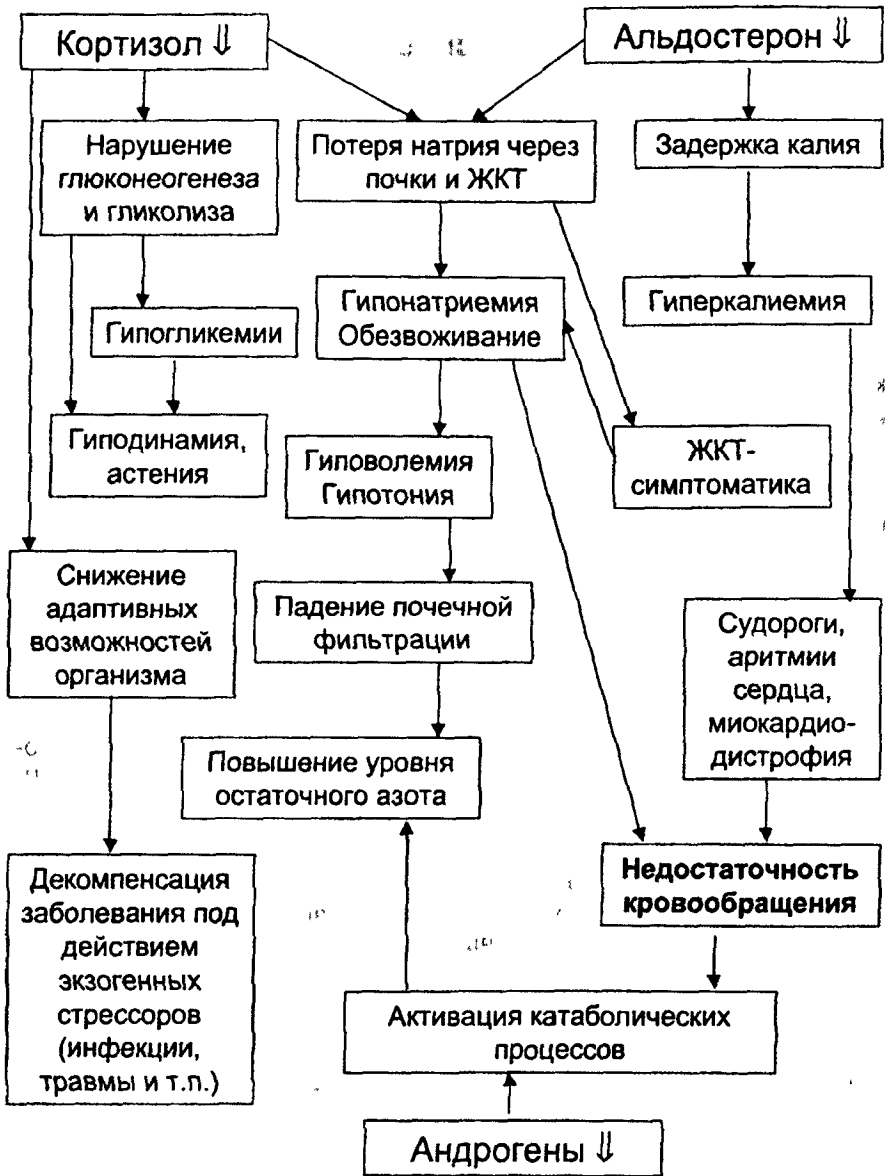 Кортизол ⇓
Альдостерон ⇓
Нарушение
глюконеогенеза
и гликолиза
Потеря натрия через
почки и ЖКТ
Задержка калия
Гипонатриемия
Обезвоживание
Гиперкалиемия
Гипогликемии
Гиподинамия,
астения
Гиповолемия
Гипотония
ЖКТ-
симптоматика
Снижение
адаптивных
возможностей
организма
Падение почечной
фильтрации
Судороги,
аритмии
сердца,
миокардио-
дистрофия
Повышение уровня
остаточного азота
Декомпенсация
заболевания под
действием
экзогенных
стрессоров
(инфекции,
травмы и т.п.)
Недостаточность
кровообращения
Активация катаболических
процессов
Андрогены ⇓